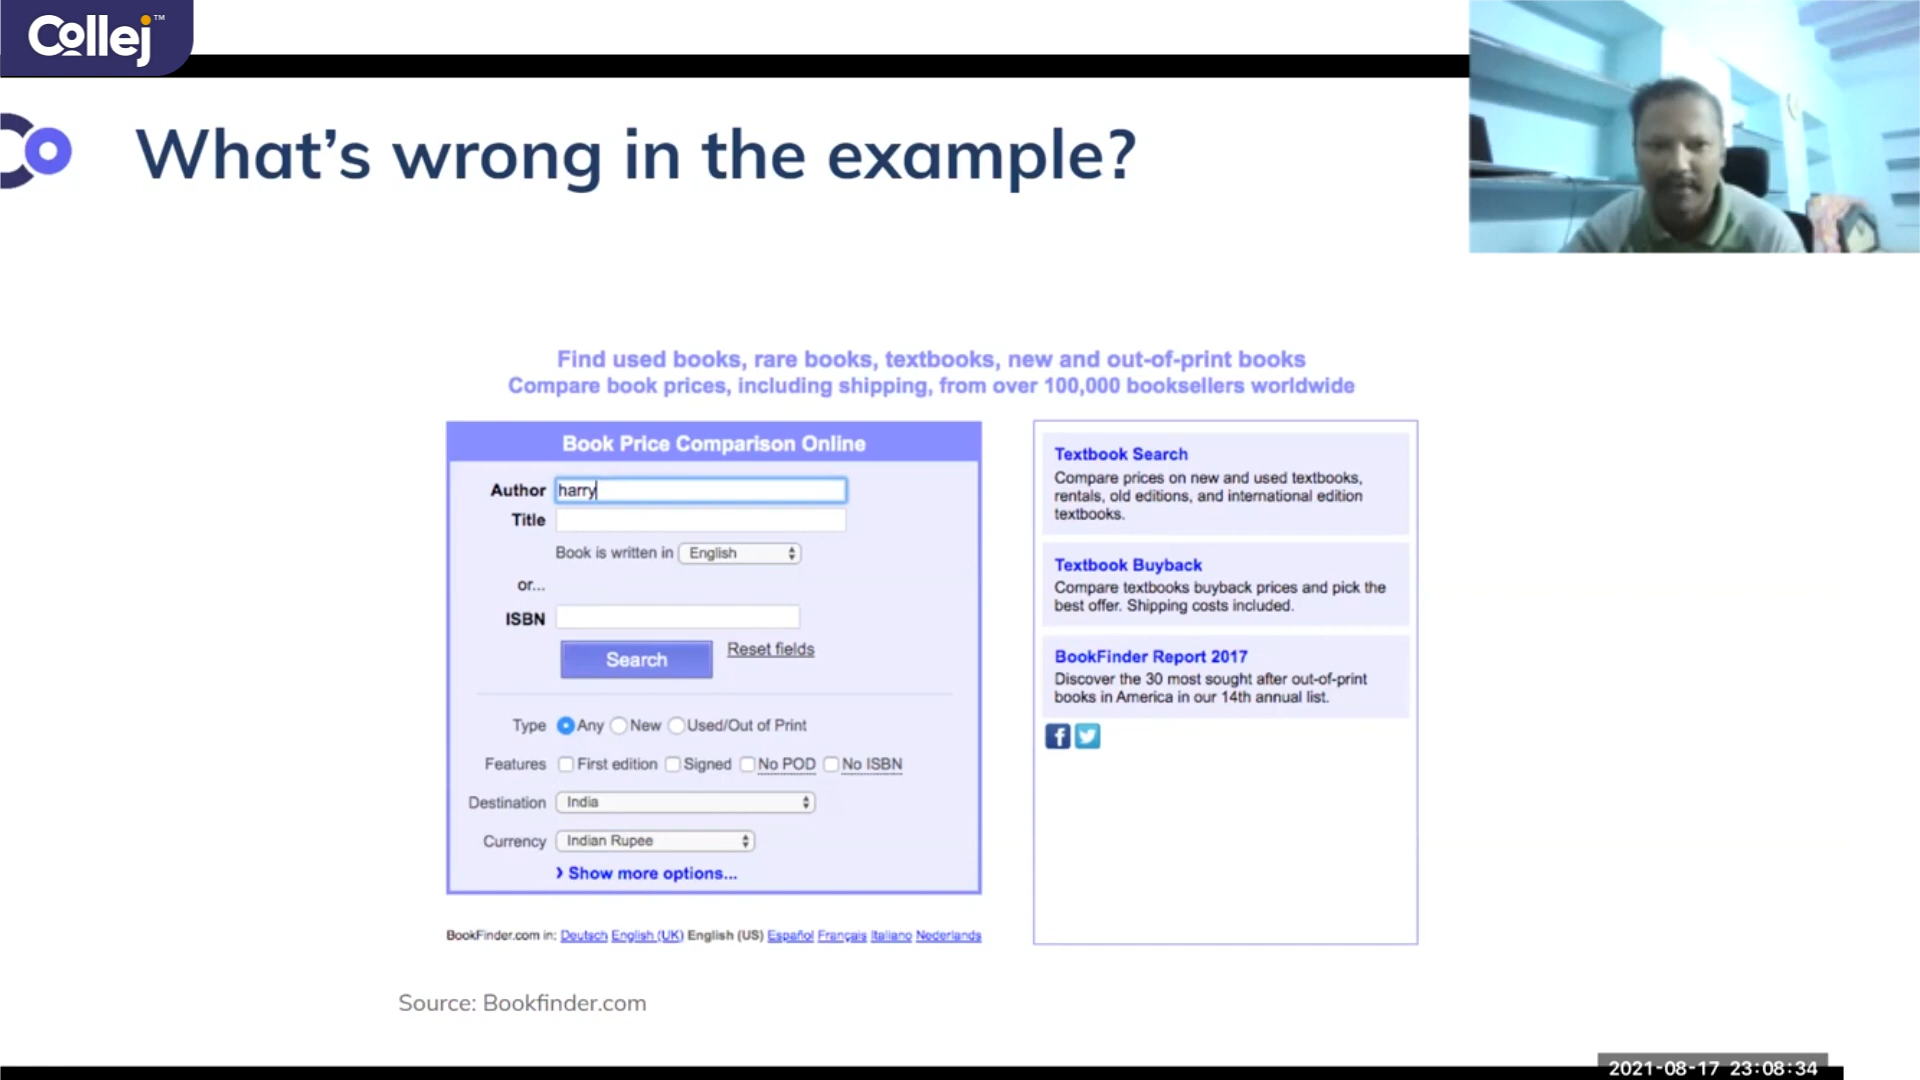 Collej™
What's wrong in the example?
Find used books, rare books, textbooks, new and out-of-print books
Compare book prices, including shipping, from over 100,000 booksellers worldwide
Book Price Comparison Online
Author harry
Title
Book is written in English
or...
ISBN
Search Reset fields
Type Any New Used/Out of Print
Features First edition Signed No POD No ISBN
Destination India
Currency Indian Rupee
› Show more options...
BookFinder.com in: Deutsch English (UK) English (US) Español Français Italiano Nederlands
Textbook Search
Compare prices on new and used textbooks,
rentals, old editions, and international edition
textbooks.
Textbook Buyback
Compare textbooks buyback prices and pick the
best offer. Shipping costs included.
BookFinder Report 2017
Discover the 30 most sought after out-of-print
books in America in our 14th annual list.
Source: Bookfinder.com
2021-08-17 23:08:34